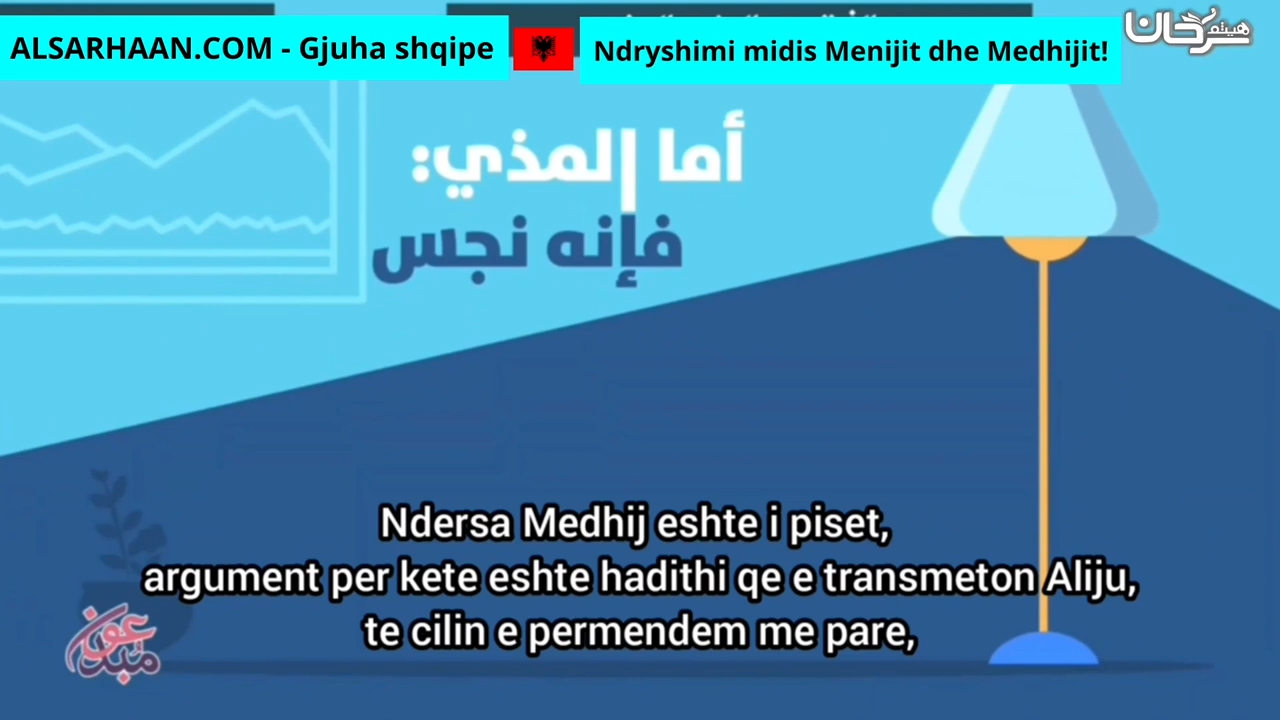 ALSARHAAN.COM - Gjuha shqipe
Ndryshimi midis Menijit dhe Medhijit!
أما المذي:
فإنه نجس
Ndersa Medhij eshte i piset,
argument per kete eshte hadithi qe e transmeton Aliju,
te cilin e permendem me pare,